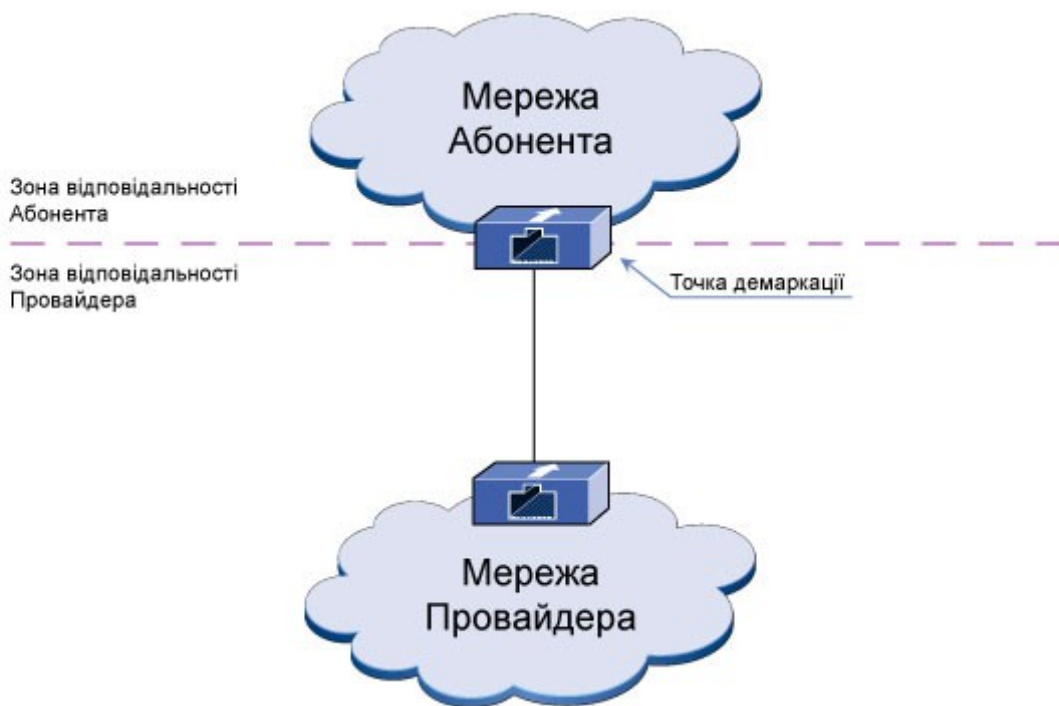 Мережа
Абонента
Зона відповідальності
Абонента
Зона відповідальності
Провайдера
Точка демаркації
Мережа
Провайдера